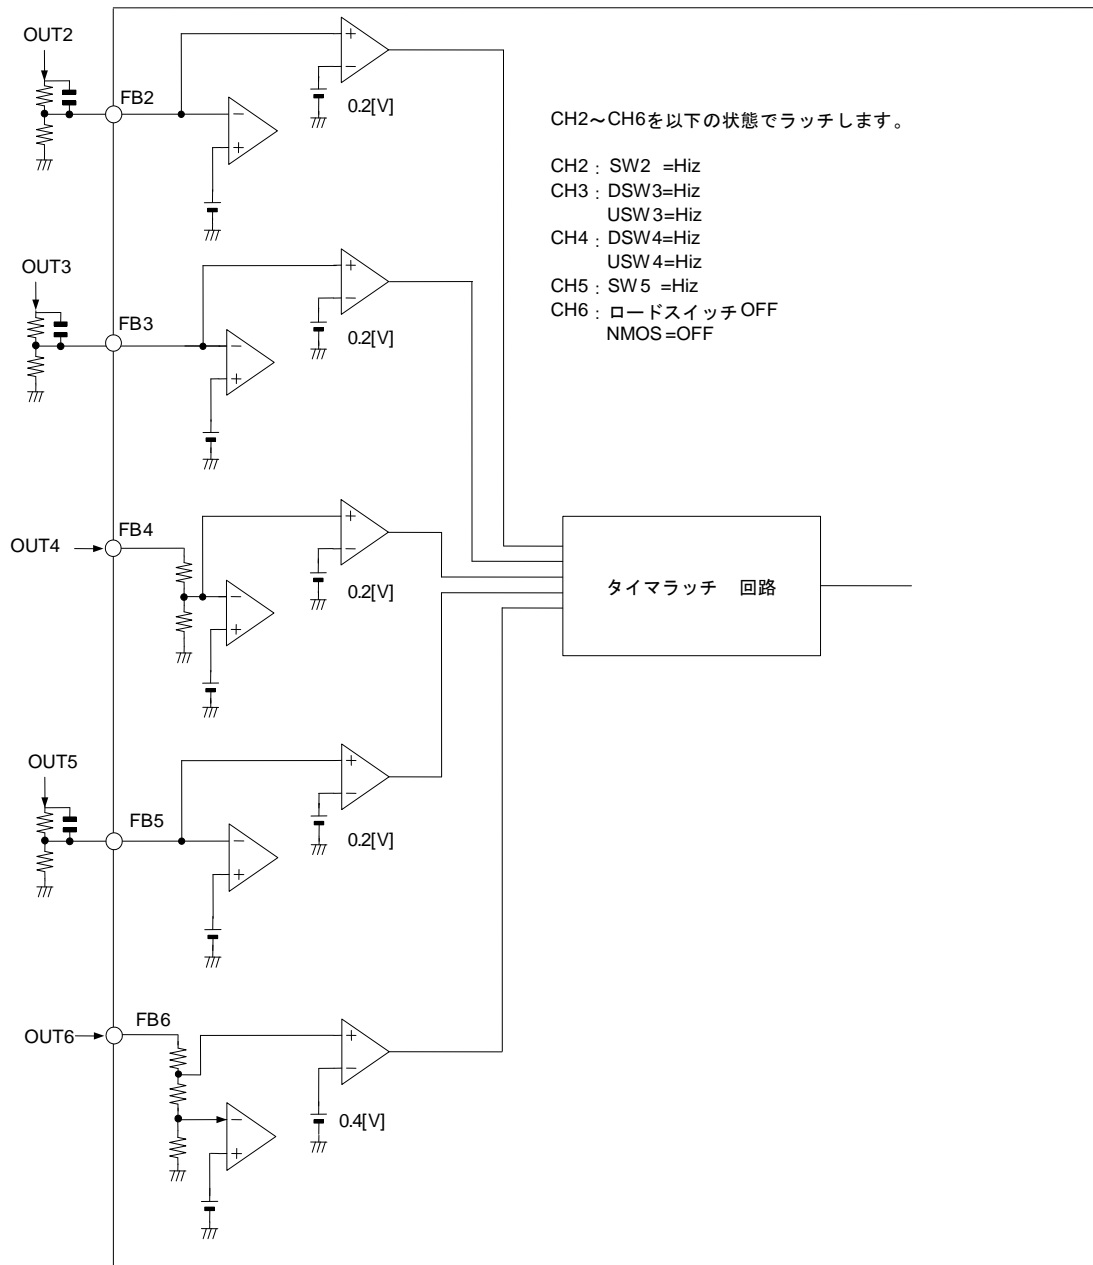 OUT2
FB2
0.2[V]
CH2～CH6を以下の状態でラッチします。
CH2 : SW2 =Hiz
CH3 : DSW3=Hiz
USW3=Hiz
CH4 : DSW4=Hiz
USW4=Hiz
CH5 : SW5 =Hiz
CH6 : ロードスイッチOFF
NMOS=OFF
OUT3
FB3
0.2[V]
OUT4
FB4
0.2[V]
タイマラッチ 回路
OUT5
FB5
0.2[V]
OUT6
FB6
0.4[V]